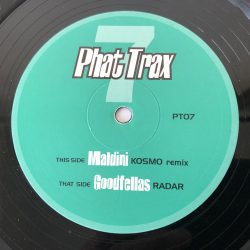 7
Phat Trax
PT07
THIS SIDE Maldini KOSMO remix
THAT SIDE Goodfellas RADAR